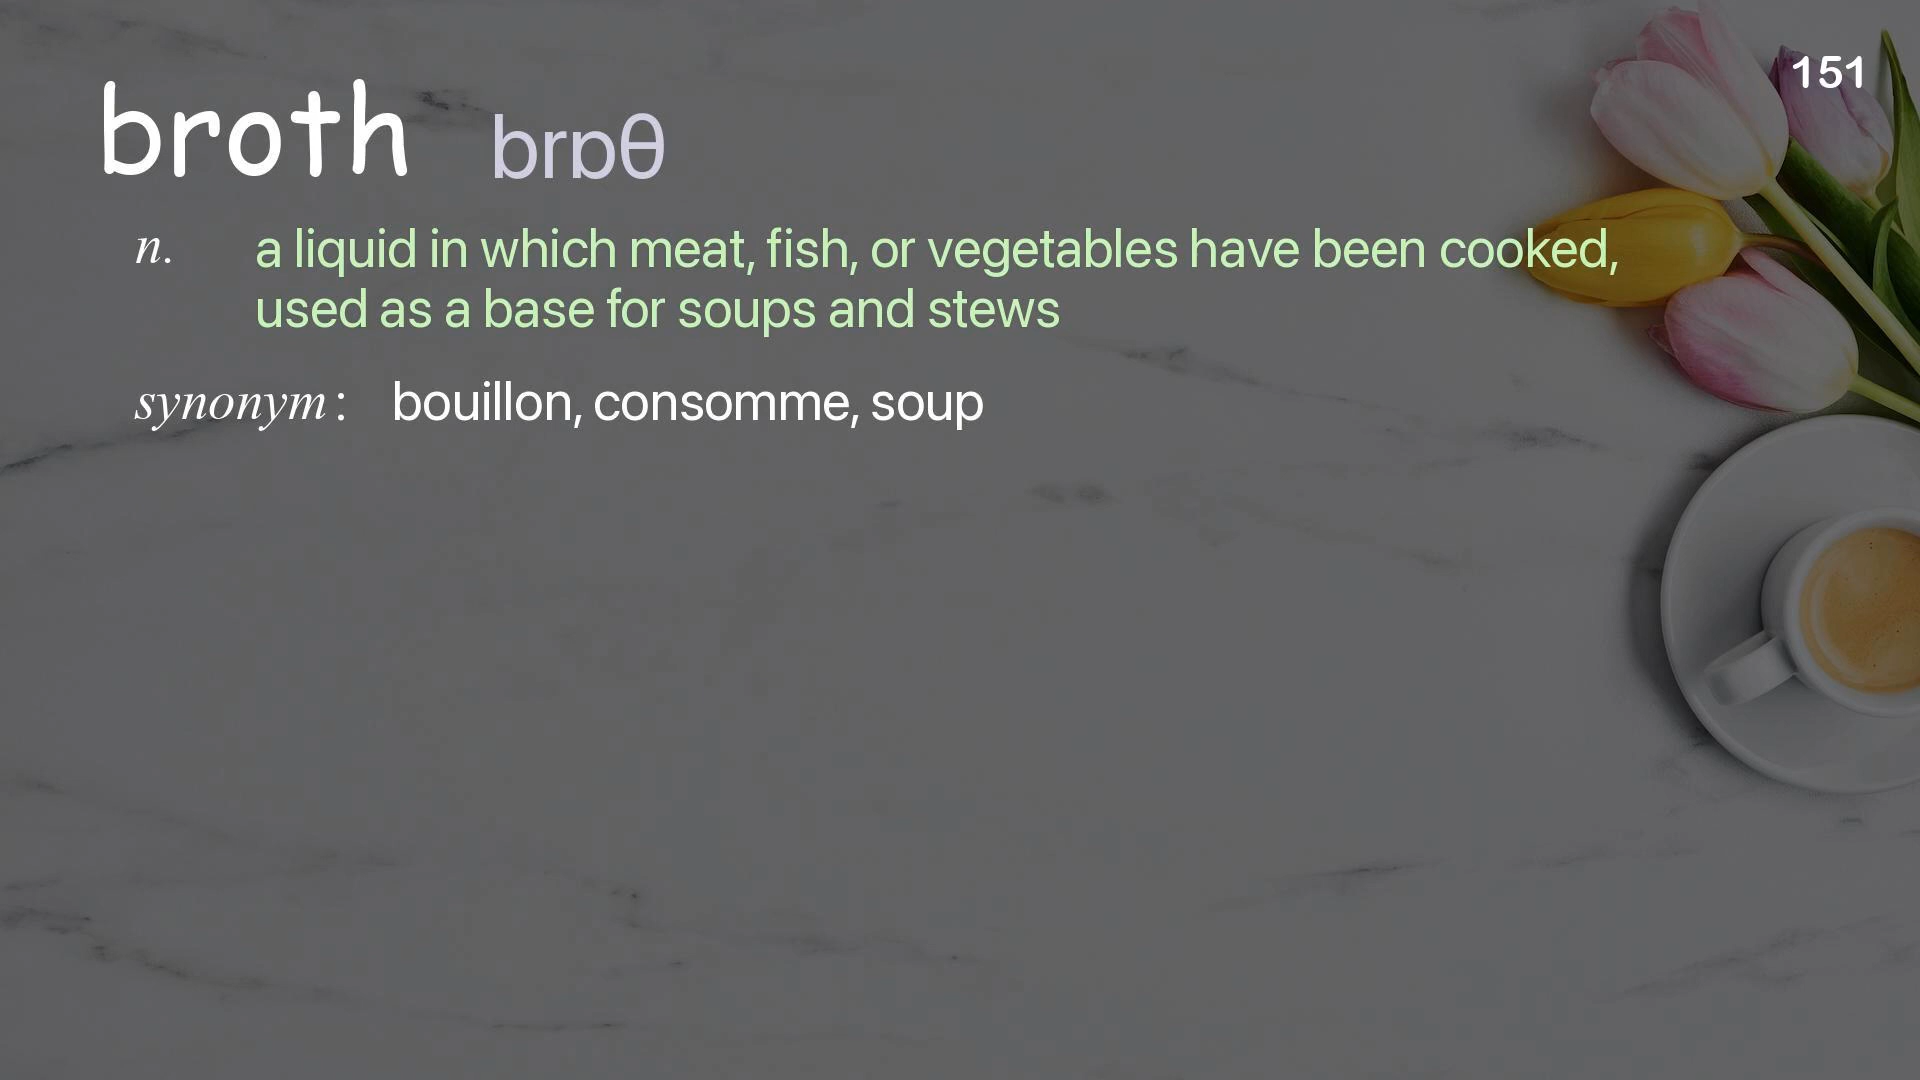 151
broth brɒθ
n. a liquid in which meat, fish, or vegetables have been cooked,
used as a base for soups and stews
synonym : bouillon, consomme, soup